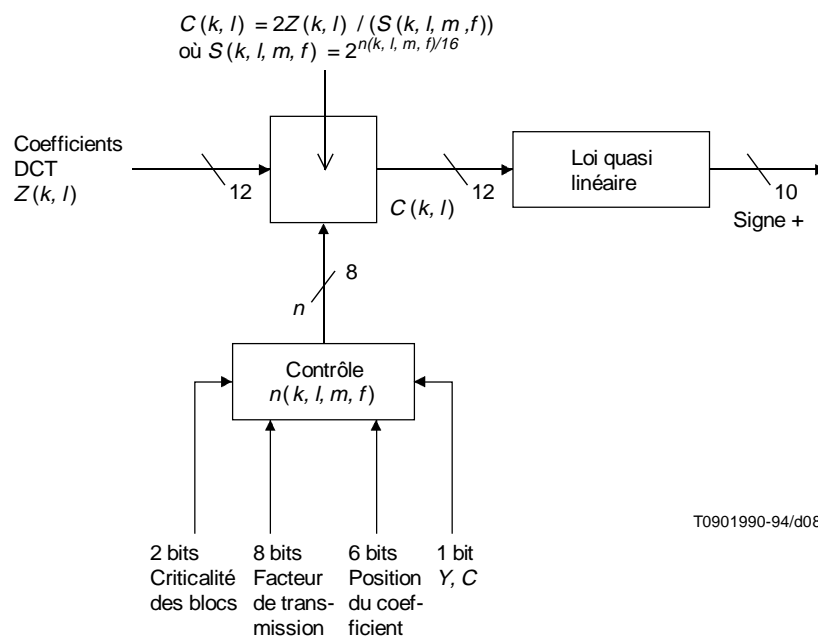 C (k, l) = 2Z (k, l) / (S (k, l, m ,f))
où S (k, l, m, f) = 2^n(k, l, m, f)/16
Coefficients
DCT
Z (k, l)
12
C (k, l)
12
Loi quasi
linéaire
10
Signe +
8
n
Contrôle
n( k, l, m, f )
T0901990-94/d08
2 bits
Criticalité
des blocs
8 bits
Facteur
de trans-
mission
6 bits
Position
du coef-
ficient
1 bit
Y, C